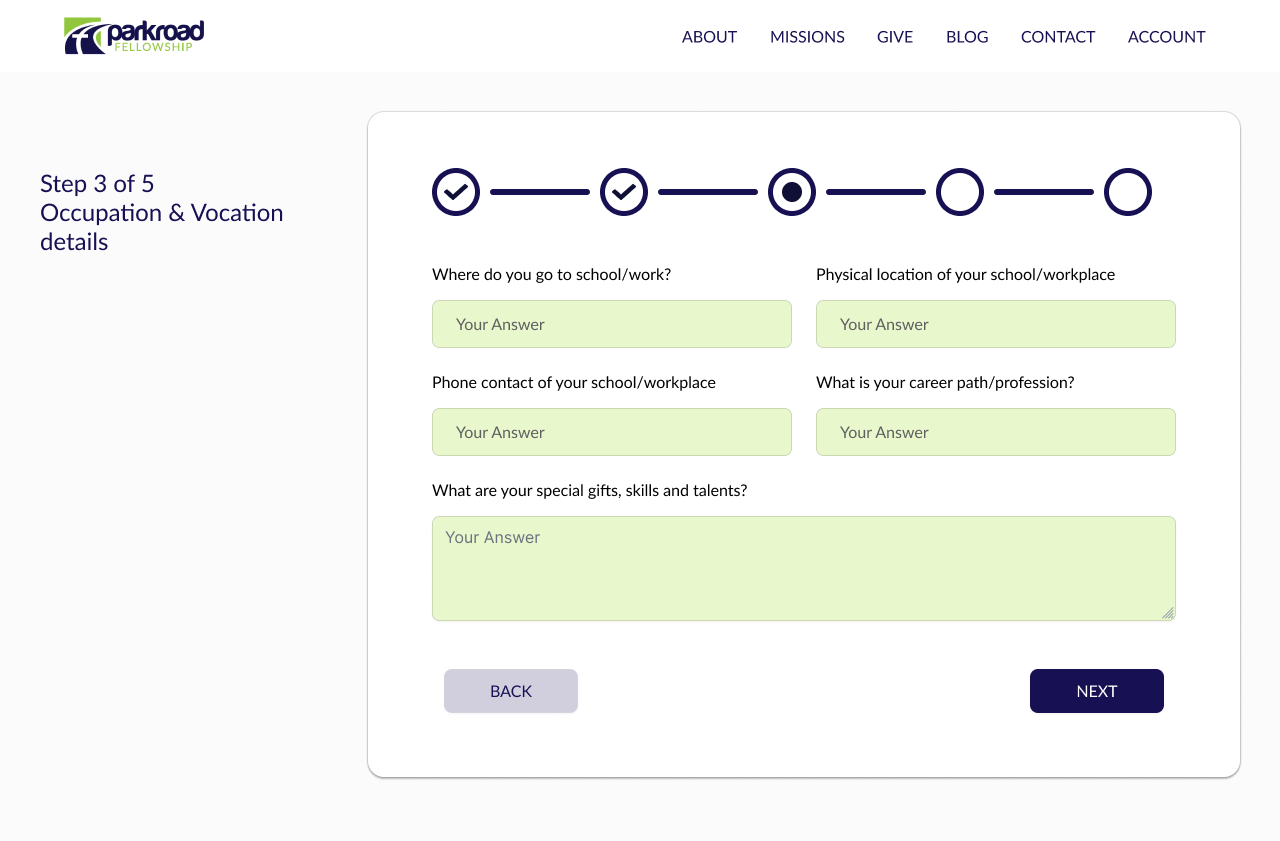 parkroad
FELLOWSHIP
ABOUT
MISSIONS
GIVE
BLOG
CONTACT
ACCOUNT
Step 3 of 5
Occupation & Vocation
details
Where do you go to school/work?
Your Answer
Physical location of your school/workplace
Your Answer
Phone contact of your school/workplace
Your Answer
What is your career path/profession?
Your Answer
What are your special gifts, skills and talents?
Your Answer
BACK
NEXT